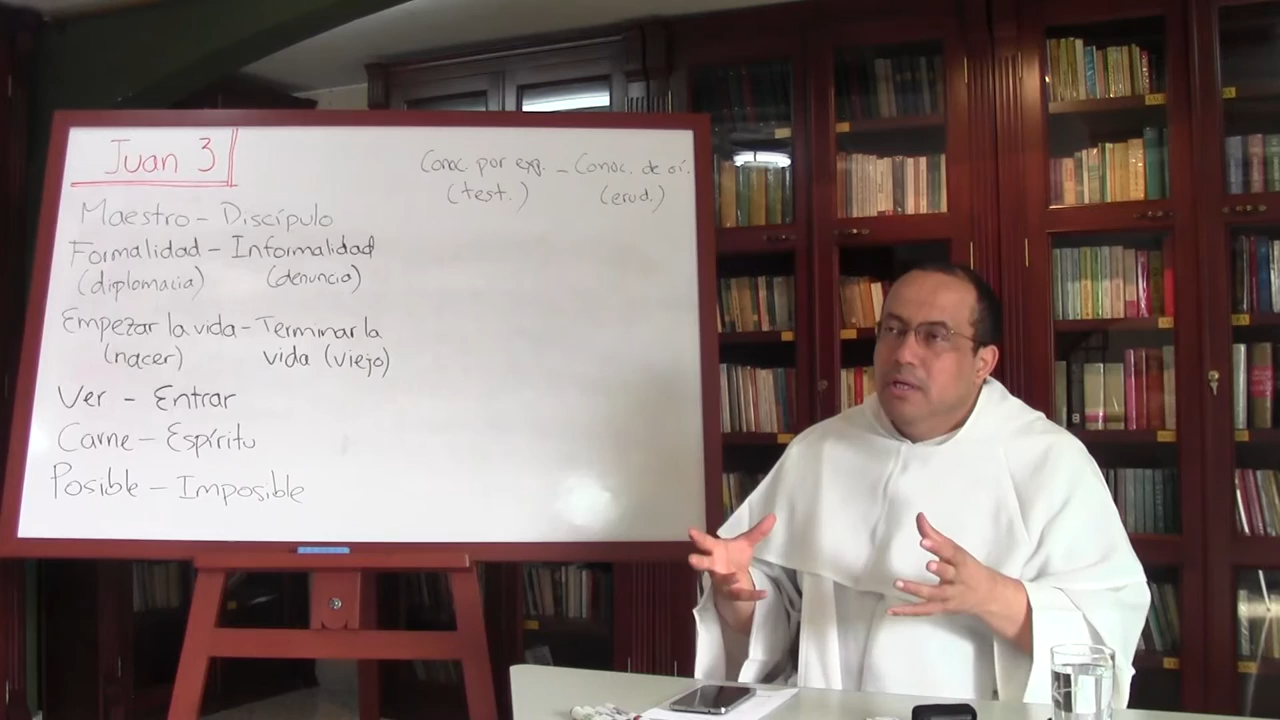 Juan 3
Maestro - Discípulo
Formalidad - Informalidad
(diplomacia) (denuncia)
Empezar la vida - Terminar la
(nacer) vida (viejo)
Ver - Entrar
Carne - Espíritu
Posible - Imposible
Conoc. por exp. - Conoc. de oí.
(test.) (erud.)